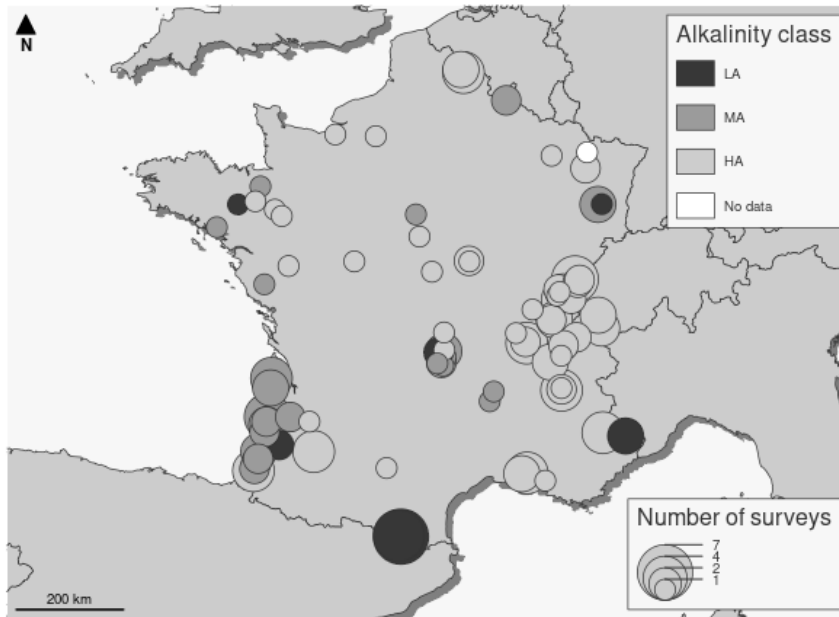 N
Alkalinity class
LA
MA
HA
No data
Number of surveys
7
4
2
1
200 km